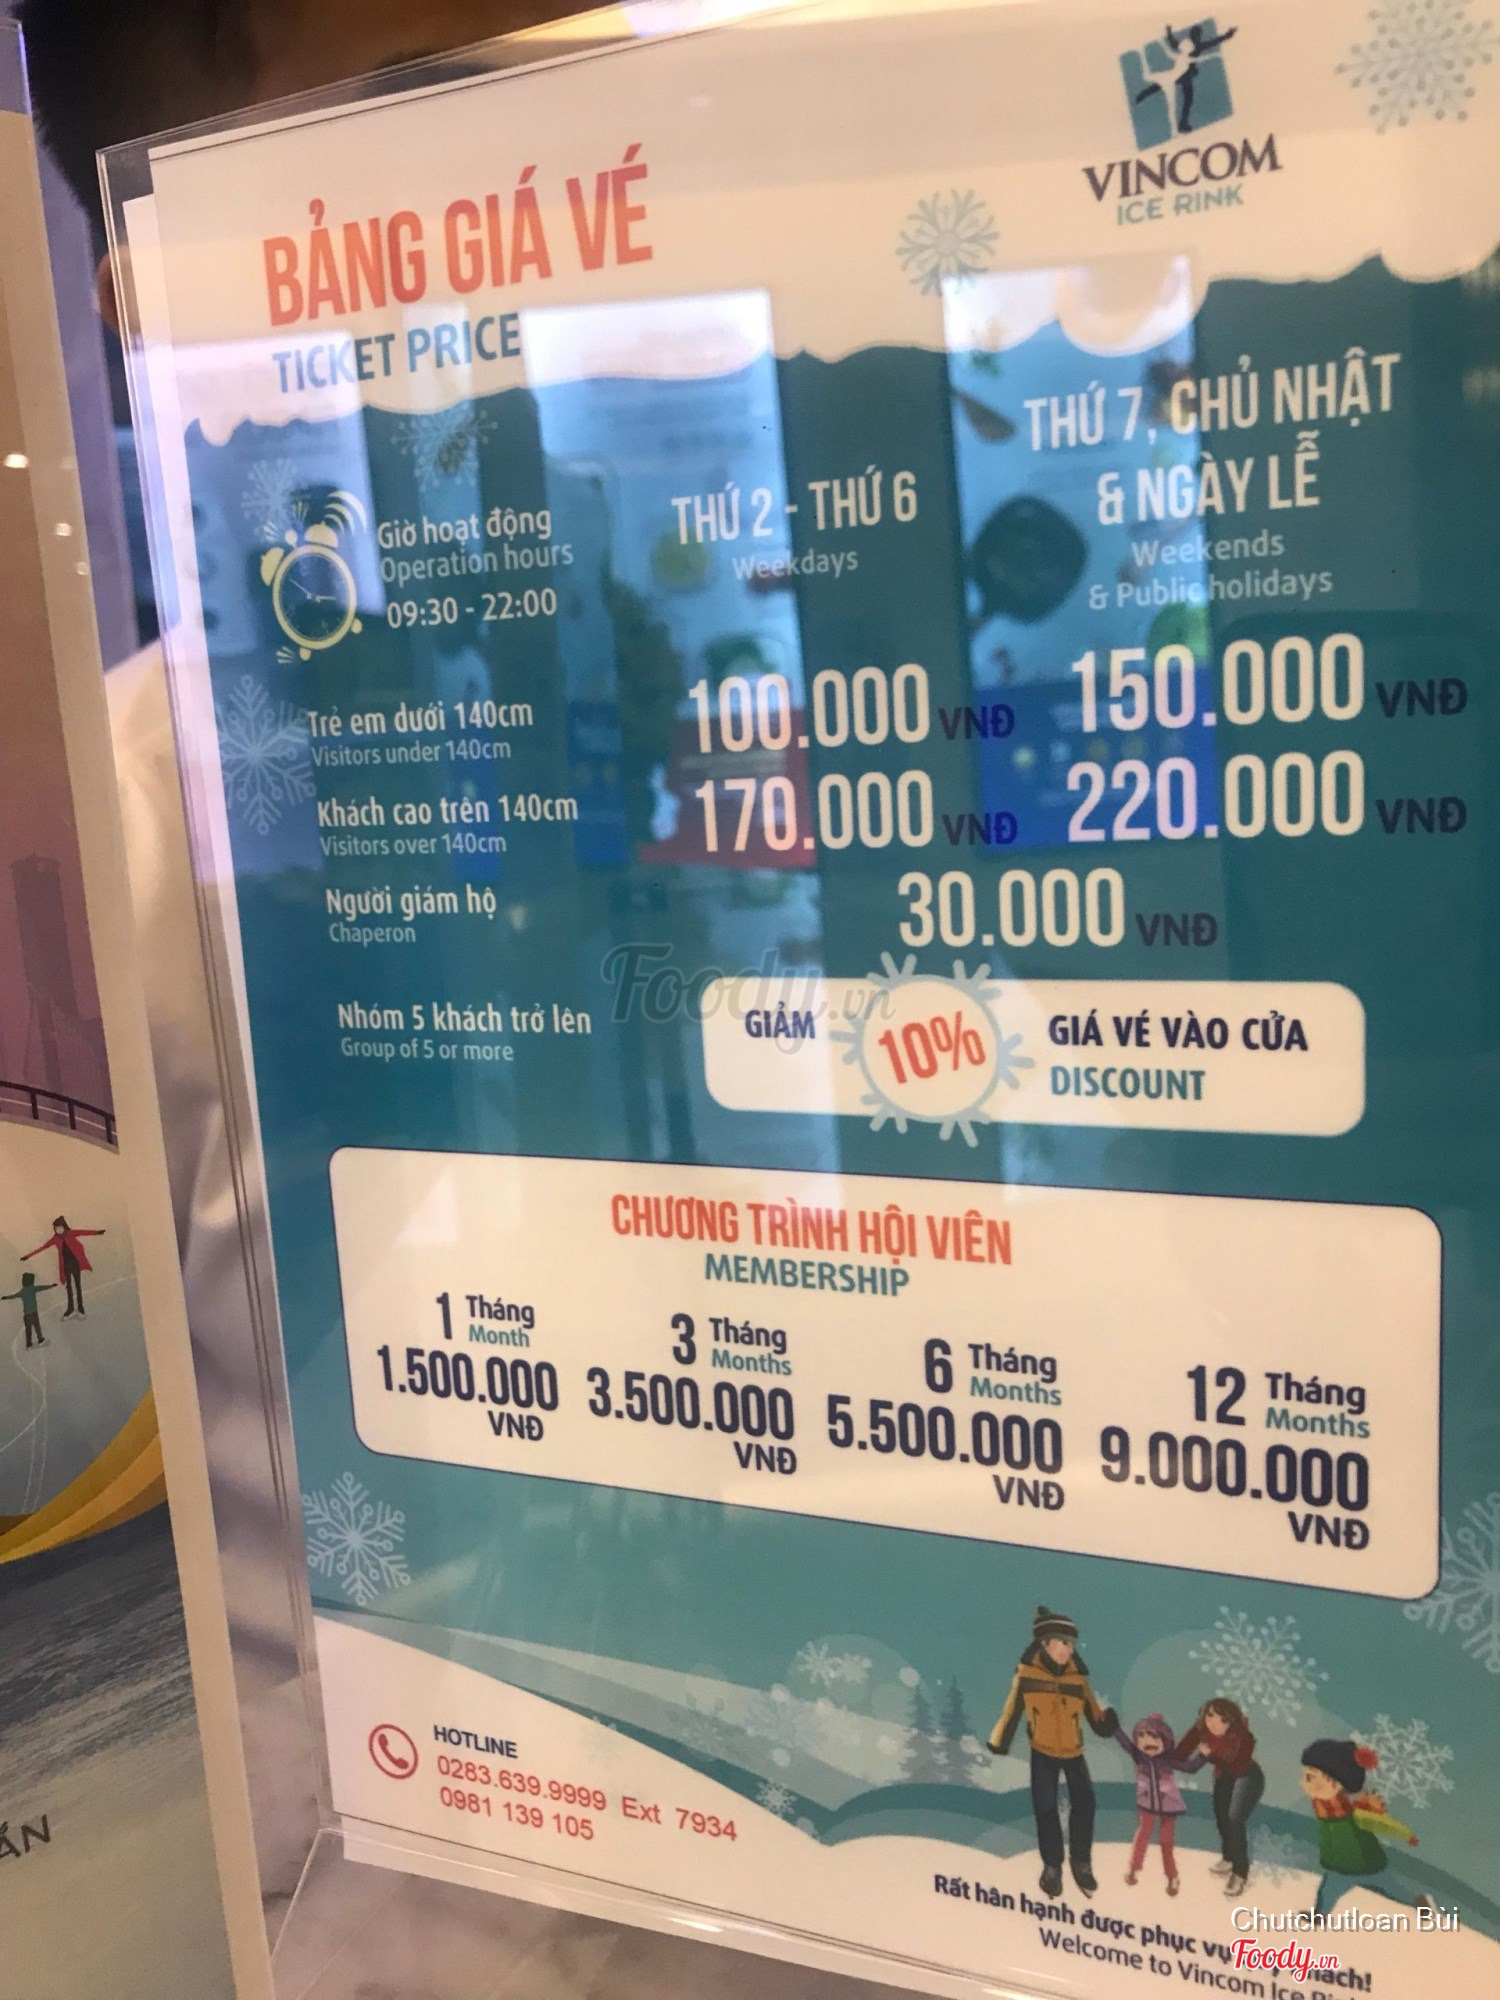 VINCOM
ICE RINK
BẢNG GIÁ VÉ
TICKET PRICE
Giờ hoạt động
Operation hours
09:30 - 22:00
THỨ 2 - THỨ 6
Weekdays
THỨ 7, CHỦ NHẬT
& NGÀY LỄ
Weekends
& Public holidays
Trẻ em dưới 140cm
Visitors under 140cm
100.000 VNĐ
150.000 VNĐ
Khách cao trên 140cm
Visitors over 140cm
170.000 VNĐ
220.000 VNĐ
Người giám hộ
Chaperon
30.000 VNĐ
Foody.vn
Nhóm 5 khách trở lên
Group of 5 or more
GIẢM
10%
GIÁ VÉ VÀO CỬA
DISCOUNT
CHƯƠNG TRÌNH HỘI VIÊN
MEMBERSHIP
1 Tháng
Month
1.500.000
VNĐ
3 Tháng
Months
3.500.000
VNĐ
6 Tháng
Months
5.500.000
VNĐ
12 Tháng
Months
9.000.000
VNĐ
HOTLINE
0283.639.9999 Ext 7934
0981 139 105
Rất hân hạnh được phục vụ
Welcome to Vincom Ice
Chutchutloan Bùi
Foody.vn